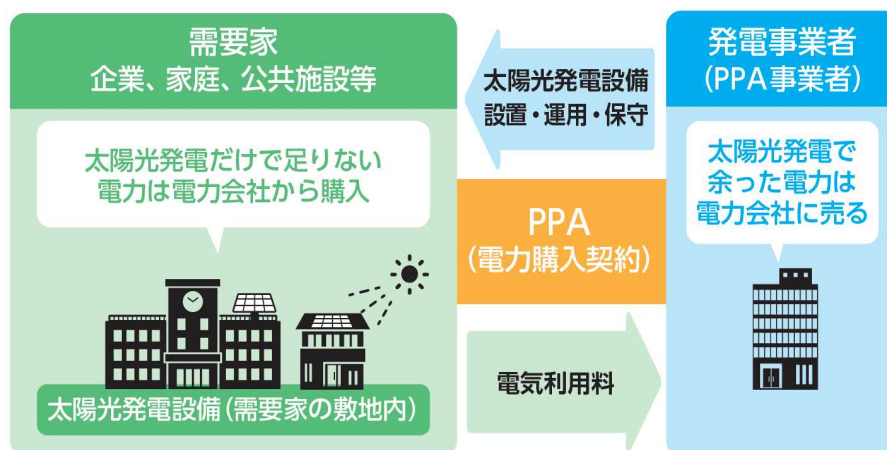 需要家
企業、家庭、公共施設等
太陽光発電だけで足りない
電力は電力会社から購入
太陽光発電設備(需要家の敷地内)
太陽光発電設備
設置・運用・保守
PPA
(電力購入契約)
電気利用料
発電事業者
(PPA事業者)
太陽光発電で
余った電力は
電力会社に売る